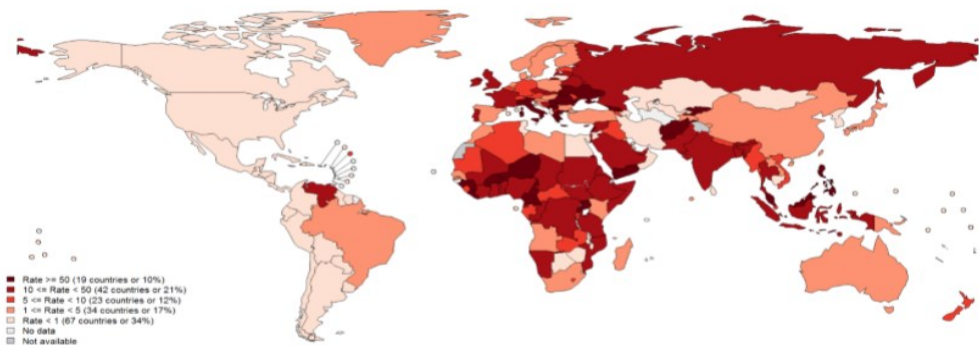 Rate >= 50 (19 countries or 10%)
10 <= Rate < 50 (42 countries or 21%)
5 <= Rate < 10 (23 countries or 12%)
1 <= Rate < 5 (34 countries or 17%)
Rate < 1 (67 countries or 34%)
No data
Not available